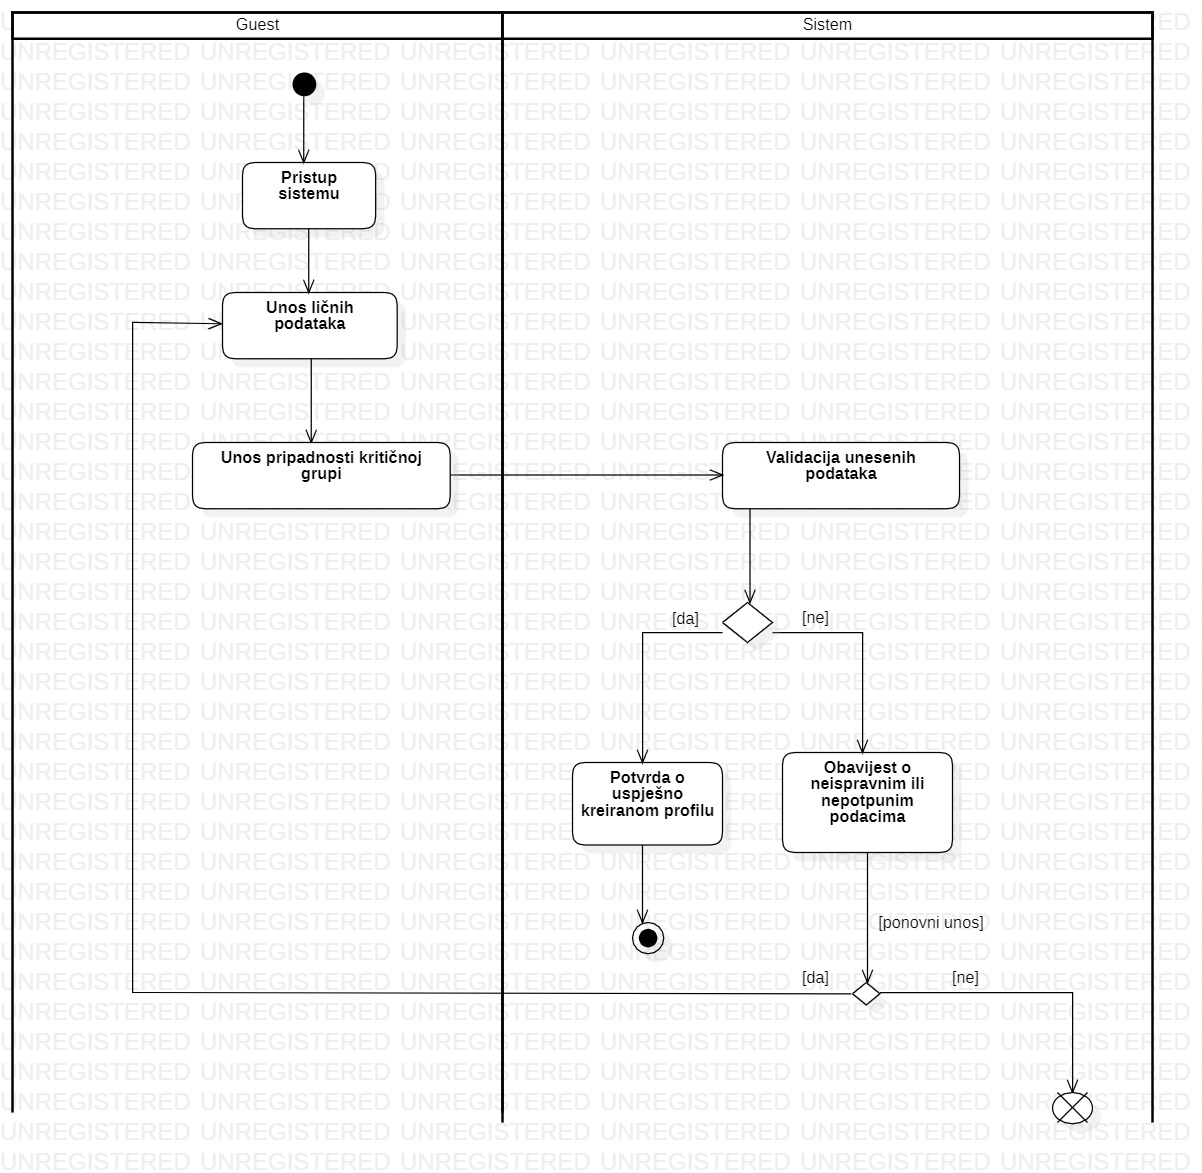 Guest
Sistem
Pristup
sistemu
Unos ličnih
podataka
Unos pripadnosti kritičnoj
grupi
Validacija unesenih
podataka
[da]
[ne]
Potvrda o
uspješno
kreiranom profilu
Obavijest o
neispravnim ili
nepotpunim
podacima
[ponovni unos]
[da]
[ne]
UNREGISTERED